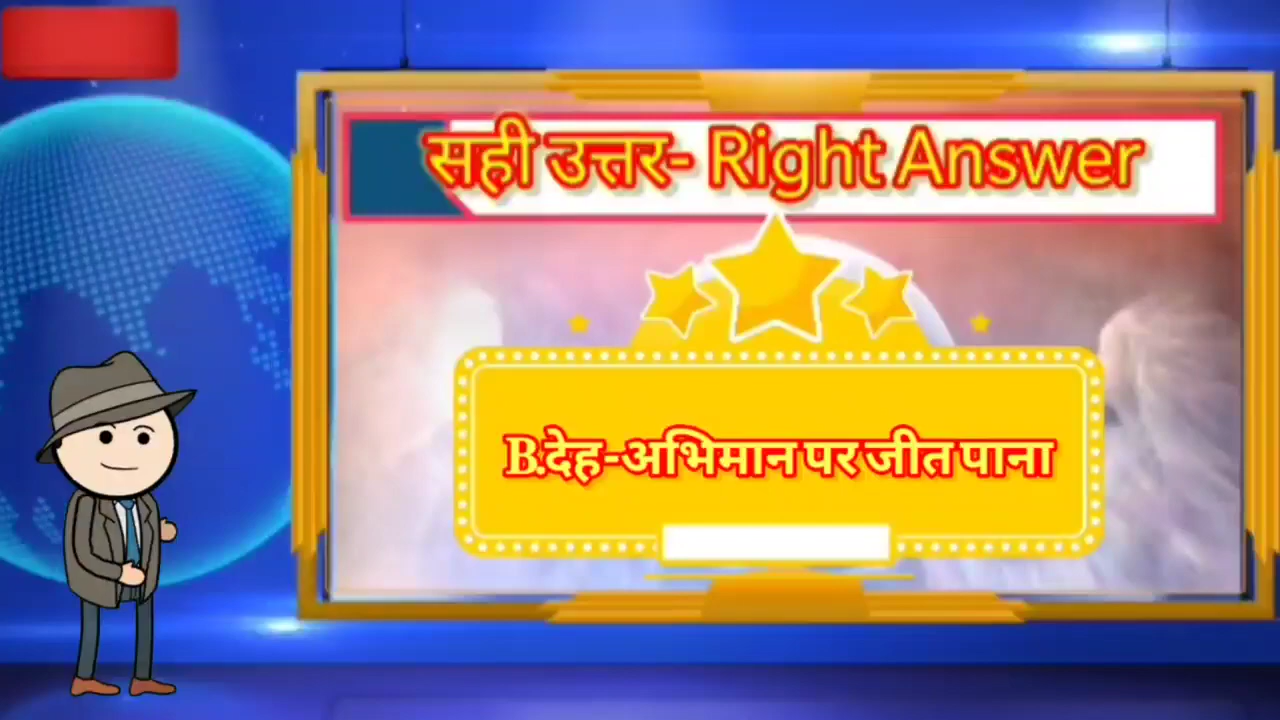 सही उत्तर- Right Answer
B.देह-अभिमान पर जीत पाना